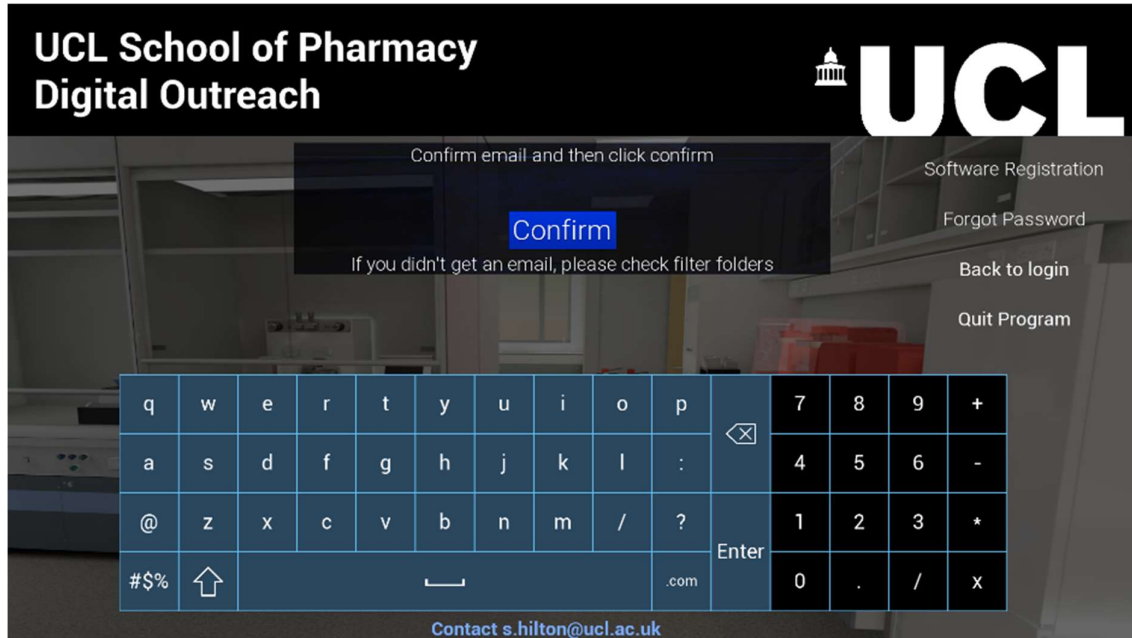 UCL School of Pharmacy
Digital Outreach
UCL
Confirm email and then click confirm
Confirm
If you didn't get an email, please check filter folders
Software Registration
Forgot Password
Back to login
Quit Program
q w e r t y u i o p 7 8 9 +
a s d f g h j k l : 4 5 6 -
@ z x c v b n m / ? Enter 1 2 3 *
#$% .com 0 . / x
Contact s.hilton@ucl.ac.uk